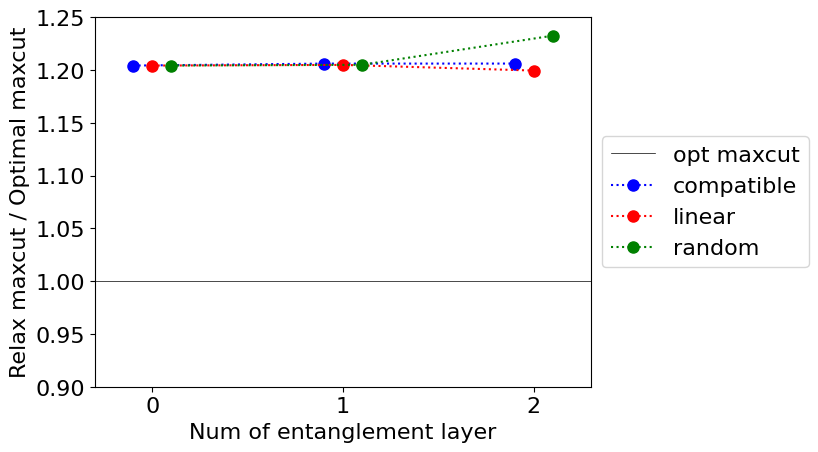 Relax maxcut / Optimal maxcut
1.25
1.20
1.15
1.10
1.05
1.00
0.95
0.90
0
1
2
Num of entanglement layer
opt maxcut
compatible
linear
random